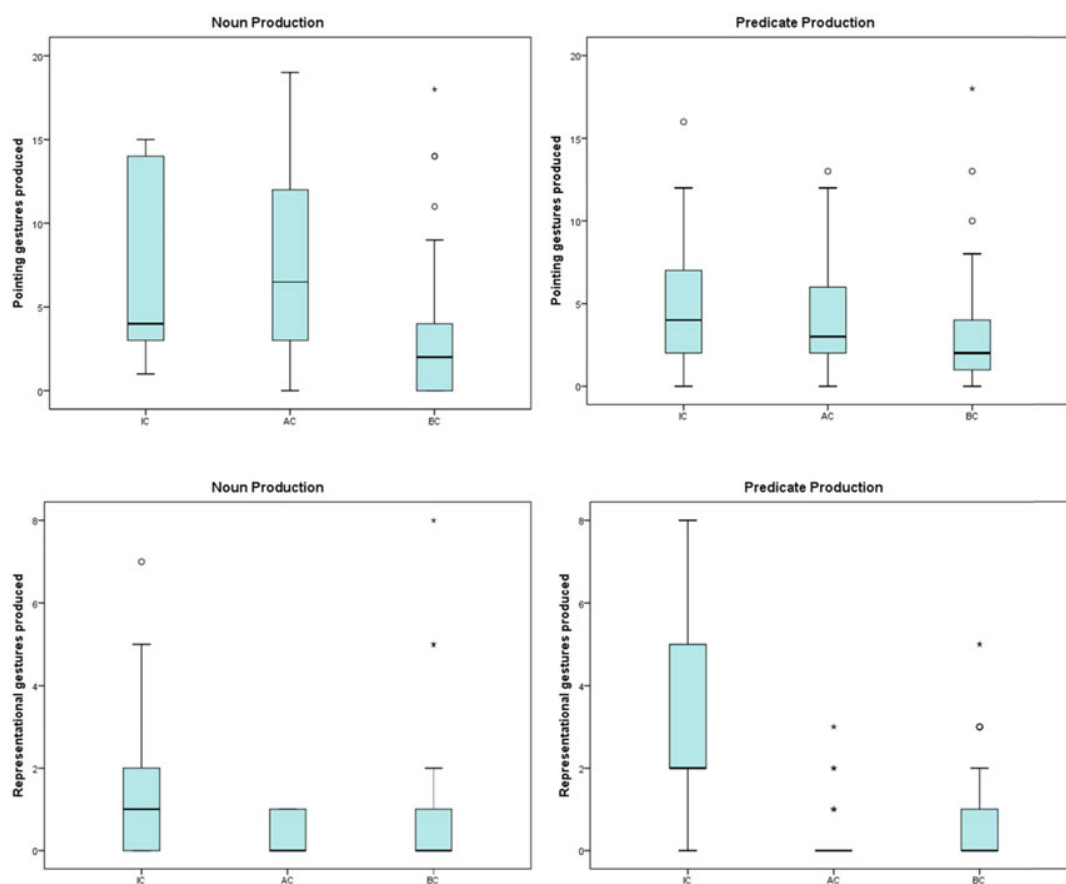 Noun Production
Pointing gestures produced
20
15
10
5
0
IC AC BC
Predicate Production
Pointing gestures produced
20
15
10
5
0
IC AC BC
Noun Production
Representational gestures produced
8
6
4
2
0
IC AC BC
Predicate Production
Representational gestures produced
8
6
4
2
0
IC AC BC